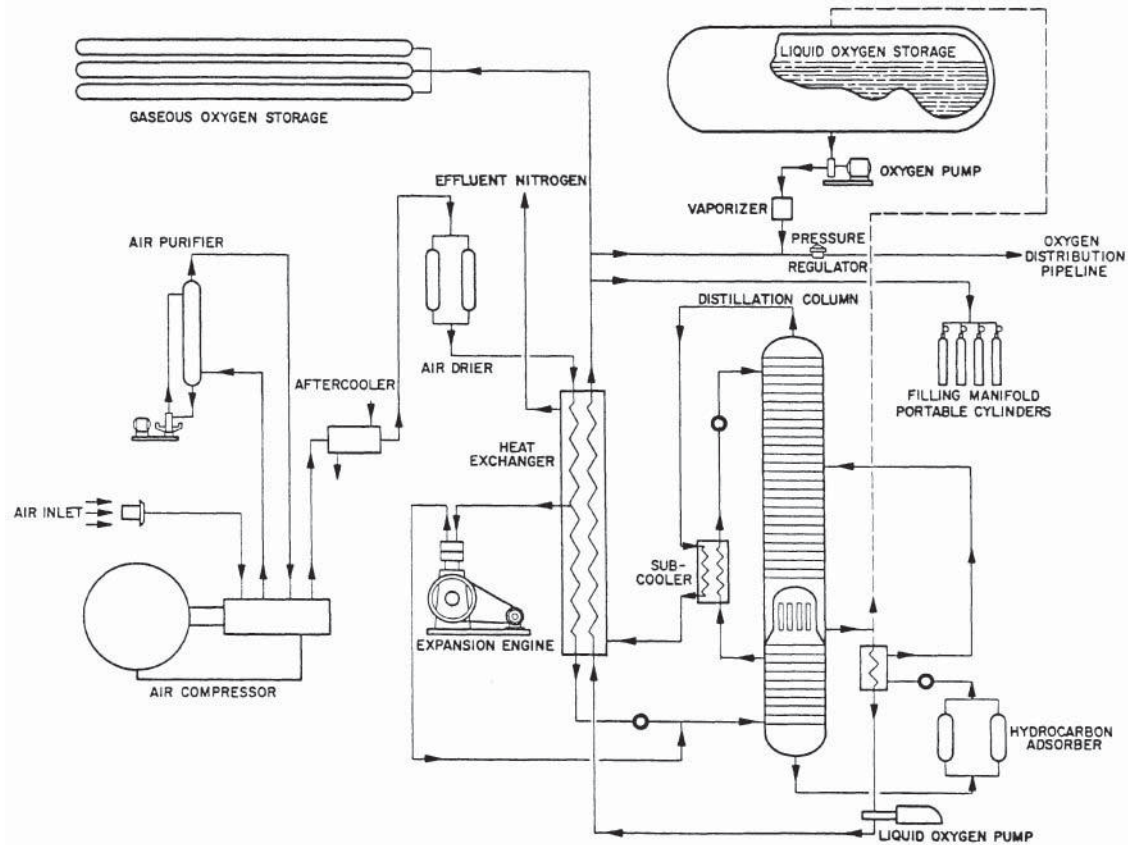 LIQUID OXYGEN STORAGE
GASEOUS OXYGEN STORAGE
OXYGEN PUMP
EFFLUENT NITROGEN
VAPORIZER
AIR PURIFIER
PRESSURE
REGULATOR
OXYGEN
DISTRIBUTION
PIPELINE
DISTILLATION COLUMN
AIR DRIER
AFTERCOOLER
FILLING MANIFOLD
PORTABLE CYLINDERS
HEAT
EXCHANGER
AIR INLET
SUB-
COOLER
EXPANSION ENGINE
AIR COMPRESSOR
HYDROCARBON
ADSORBER
LIQUID OXYGEN PUMP